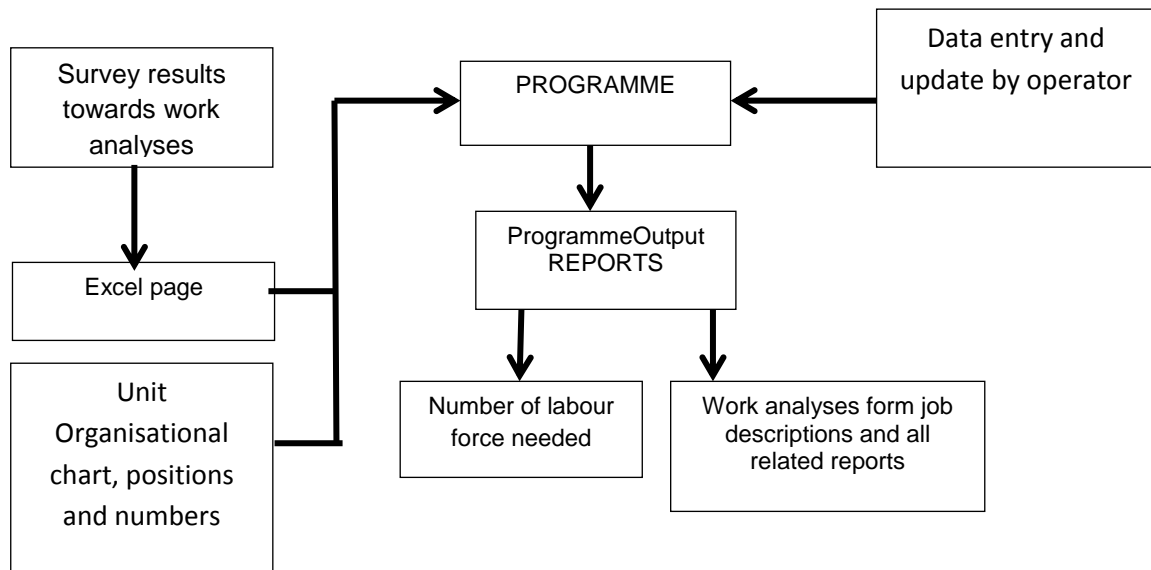 Survey results
towards work
analyses
PROGRAMME
Data entry and
update by operator
ProgrammeOutput
REPORTS
Excel page
Unit
Organisational
chart, positions
and numbers
Number of labour
force needed
Work analyses form job
descriptions and all
related reports